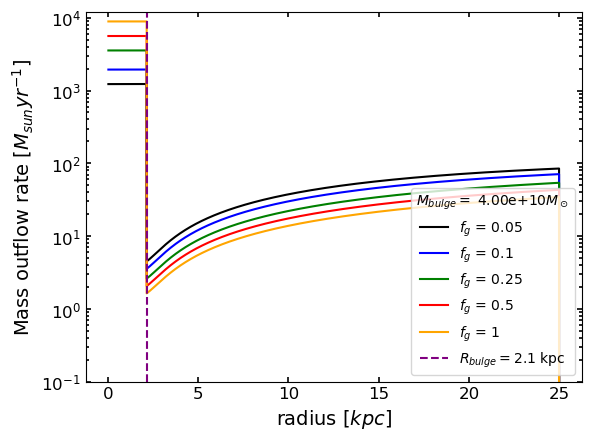 Mass outflow rate [M_sun yr^−1]
10^4
10^3
10^2
10^1
10^0
10^−1
M_bulge = 4.00e+10M_⊙
f_g = 0.05
f_g = 0.1
f_g = 0.25
f_g = 0.5
f_g = 1
R_bulge = 2.1 kpc
0 5 10 15 20 25
radius [kpc]